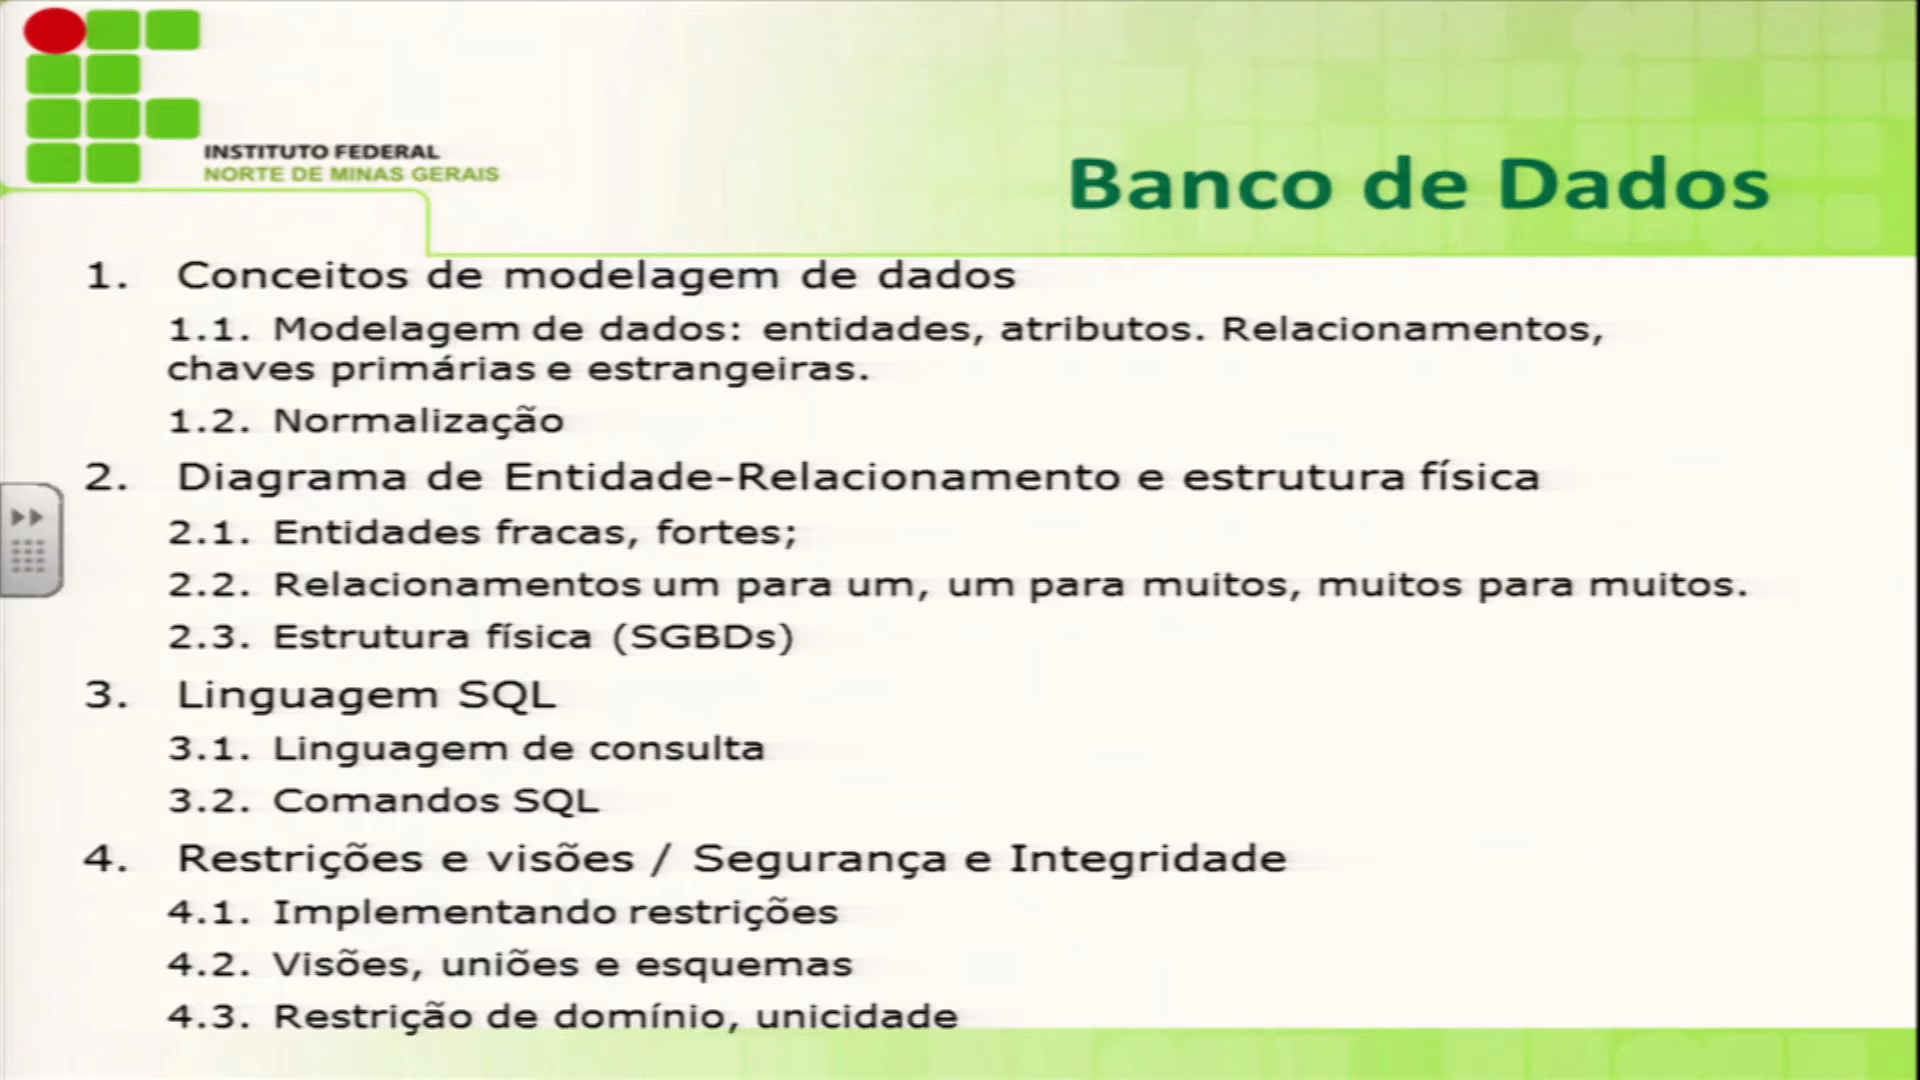 INSTITUTO FEDERAL
NORTE DE MINAS GERAIS
Banco de Dados
1. Conceitos de modelagem de dados
1.1. Modelagem de dados: entidades, atributos. Relacionamentos,
chaves primárias e estrangeiras.
1.2. Normalização
2. Diagrama de Entidade-Relacionamento e estrutura física
2.1. Entidades fracas, fortes;
2.2. Relacionamentos um para um, um para muitos, muitos para muitos.
2.3. Estrutura física (SGBDs)
3. Linguagem SQL
3.1. Linguagem de consulta
3.2. Comandos SQL
4. Restrições e visões / Segurança e Integridade
4.1. Implementando restrições
4.2. Visões, uniões e esquemas
4.3. Restrição de domínio, unicidade